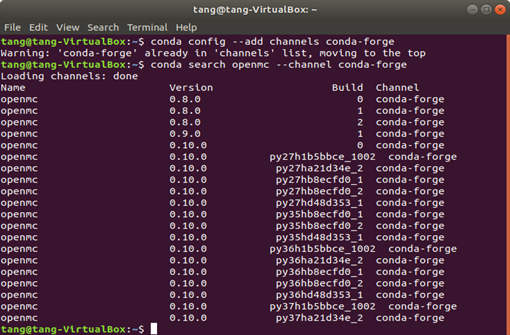 tang@tang-VirtualBox: ~
File Edit View Search Terminal Help
tang@tang-VirtualBox:~$ conda config --add channels conda-forge
Warning: 'conda-forge' already in 'channels' list, moving to the top
tang@tang-VirtualBox:~$ conda search openmc --channel conda-forge
Loading channels: done
Name Version Build Channel
openmc 0.8.0 0 conda-forge
openmc 0.8.0 1 conda-forge
openmc 0.8.0 2 conda-forge
openmc 0.9.0 1 conda-forge
openmc 0.10.0 0 conda-forge
openmc 0.10.0 py27h1b5bbce_1002 conda-forge
openmc 0.10.0 py27ha21d34e_2 conda-forge
openmc 0.10.0 py27hb8ecfd0_1 conda-forge
openmc 0.10.0 py27hb8ecfd0_2 conda-forge
openmc 0.10.0 py27hd48d353_1 conda-forge
openmc 0.10.0 py35hb8ecfd0_1 conda-forge
openmc 0.10.0 py35hb8ecfd0_2 conda-forge
openmc 0.10.0 py35hd48d353_1 conda-forge
openmc 0.10.0 py36h1b5bbce_1002 conda-forge
openmc 0.10.0 py36ha21d34e_2 conda-forge
openmc 0.10.0 py36hb8ecfd0_1 conda-forge
openmc 0.10.0 py36hb8ecfd0_2 conda-forge
openmc 0.10.0 py36hd48d353_1 conda-forge
openmc 0.10.0 py37h1b5bbce_1002 conda-forge
openmc 0.10.0 py37ha21d34e_2 conda-forge
tang@tang-VirtualBox:~$